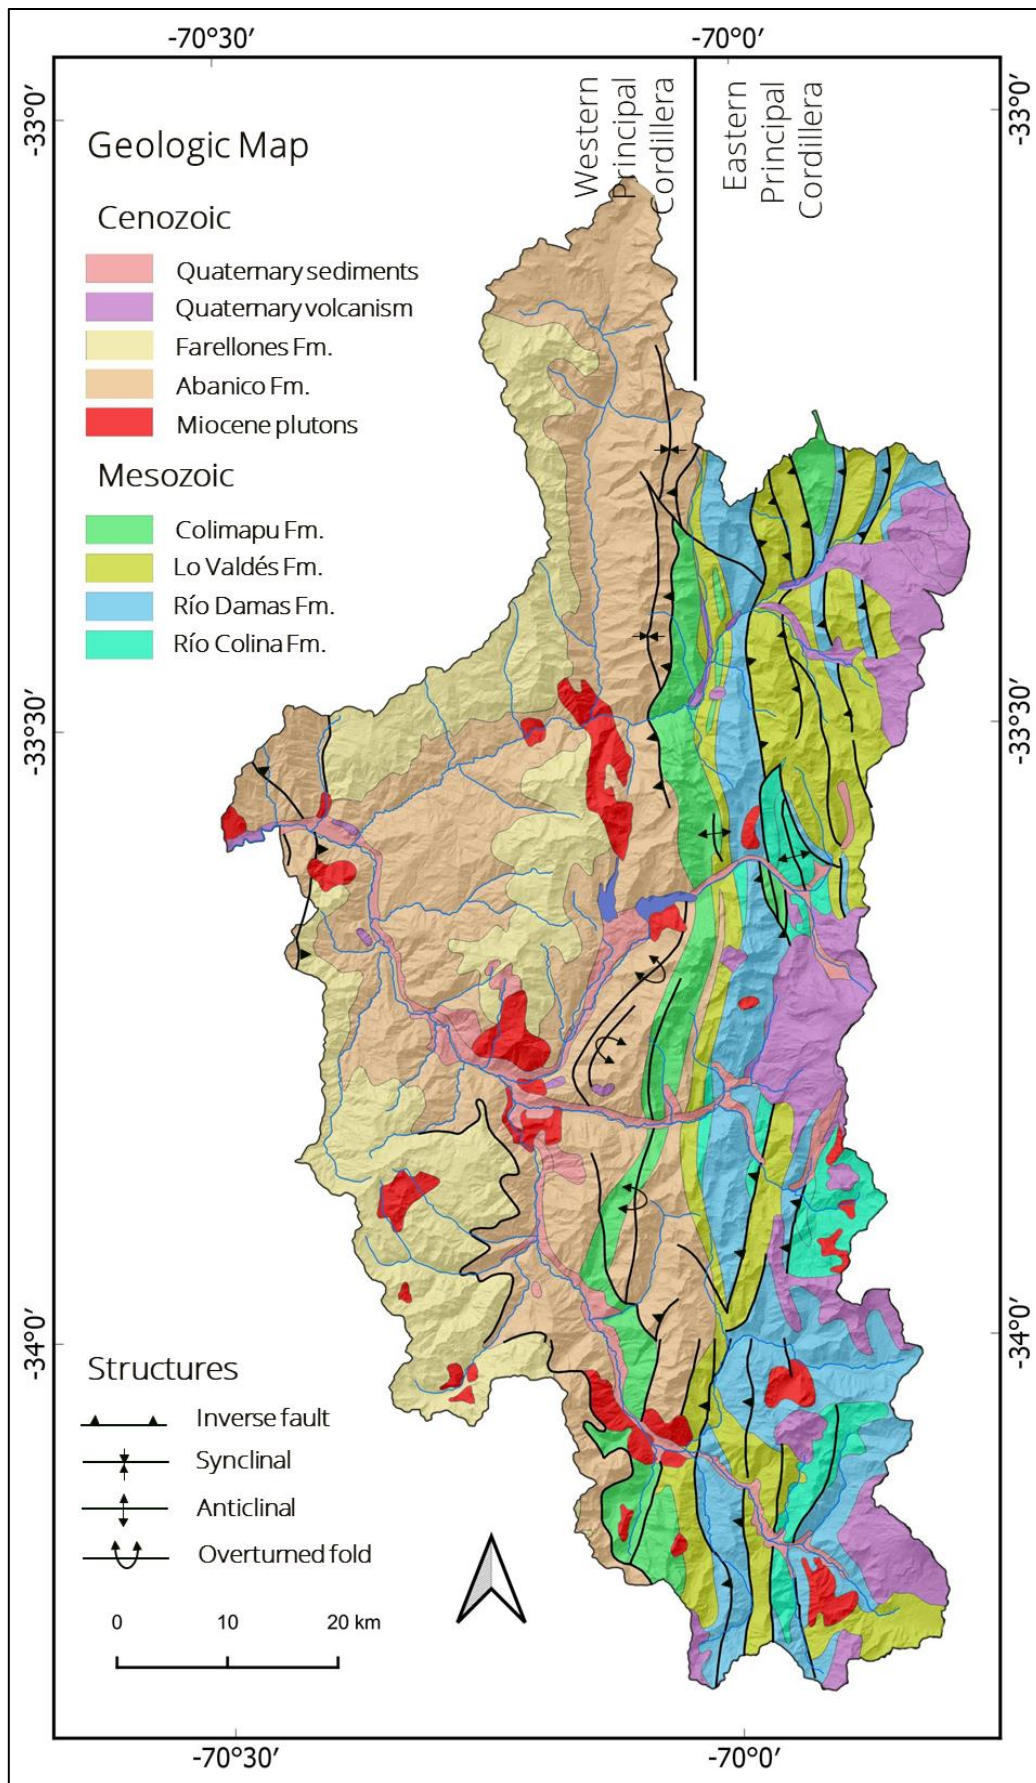 -70°30′
-70°0′
-33°0′
-33°0′
Western
Principal
Cordillera
Eastern
Principal
Cordillera
Geologic Map
Cenozoic
Quaternary sediments
Quaternary volcanism
Farellones Fm.
Abanico Fm.
Miocene plutons
Mesozoic
Colimapu Fm.
Lo Valdés Fm.
Río Damas Fm.
Río Colina Fm.
-33°30′
-33°30′
-34°0′
-34°0′
Structures
Inverse fault
Synclinal
Anticlinal
Overturned fold
0 10 20 km
-70°30′
-70°0′